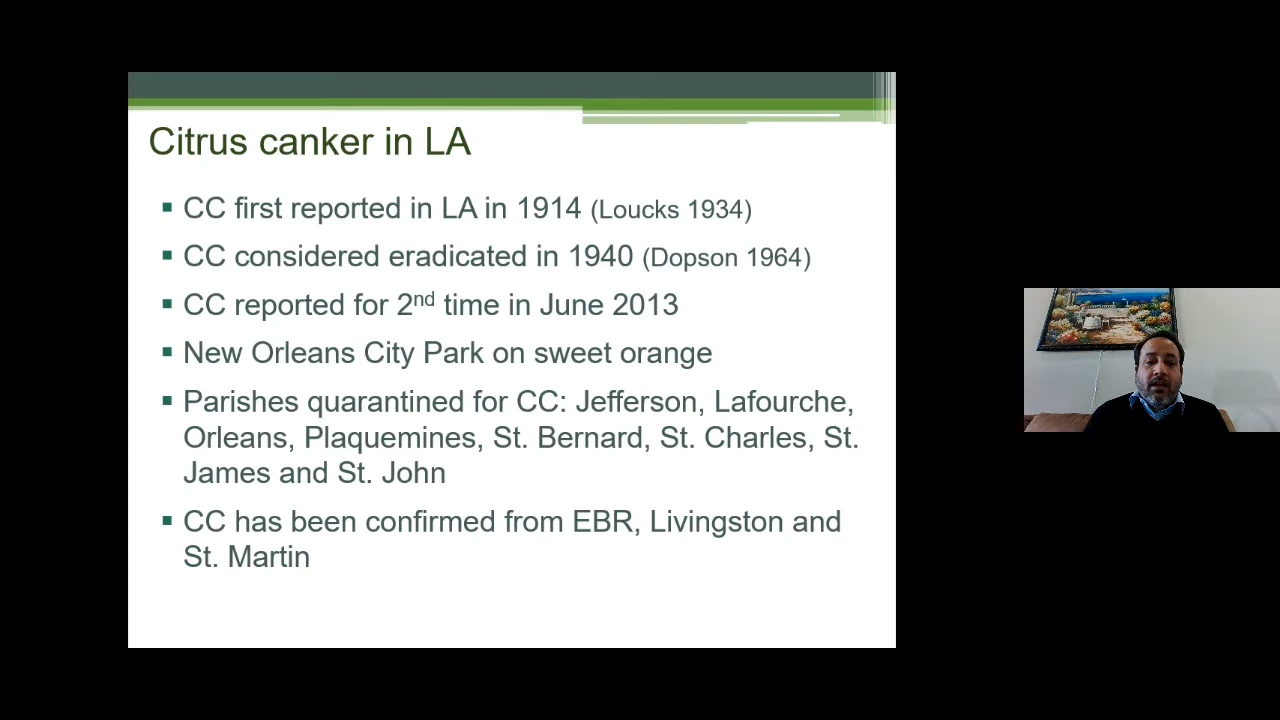 Citrus canker in LA
▪ CC first reported in LA in 1914 (Loucks 1934)
▪ CC considered eradicated in 1940 (Dopson 1964)
▪ CC reported for 2nd time in June 2013
▪ New Orleans City Park on sweet orange
▪ Parishes quarantined for CC: Jefferson, Lafourche,
Orleans, Plaquemines, St. Bernard, St. Charles, St.
James and St. John
▪ CC has been confirmed from EBR, Livingston and
St. Martin